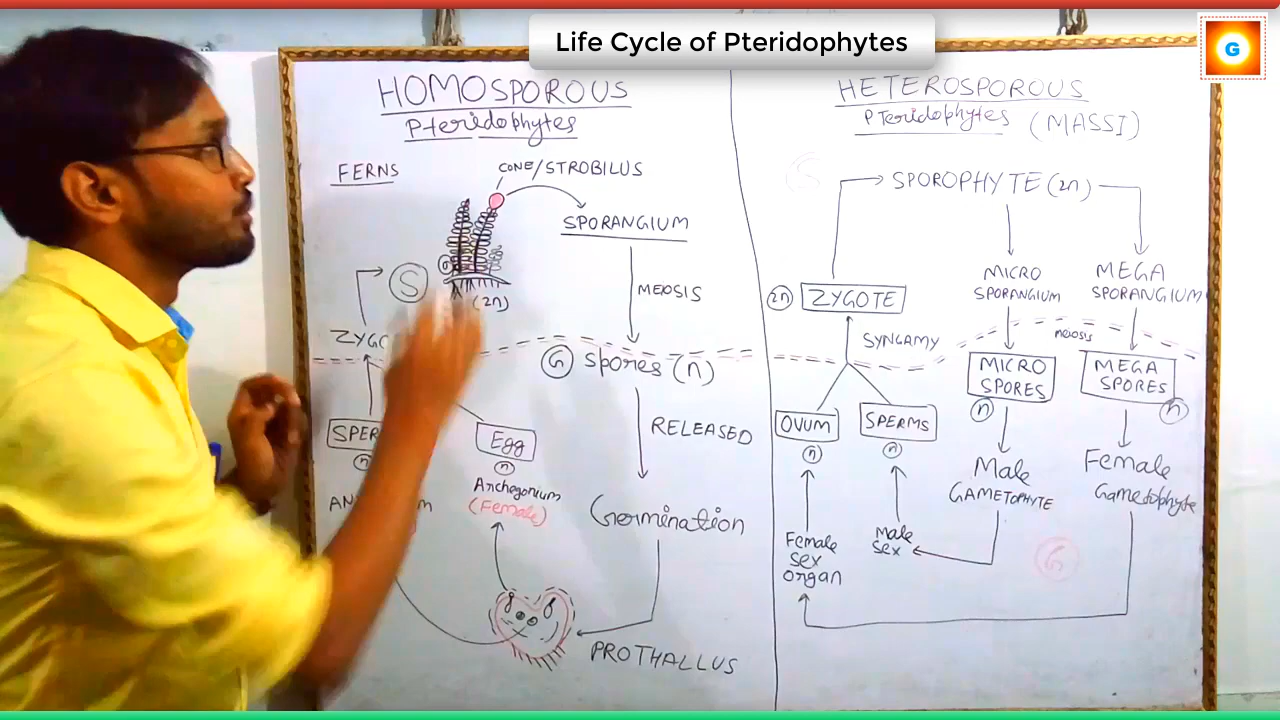 Life Cycle of Pteridophytes
G
HOMOSPOROUS
Pteridophytes
FERNS
CONE/STROBILUS
SPORANGIUM
S
(2n)
MEIOSIS
ZYGO
G spores (n)
RELEASED
SPER
n
Egg
n
Archegonium
(Female)
Germination
PROTHALLUS
HETEROSPOROUS
Pteridophytes (MASSI)
S
SPOROPHYTE (2n)
MICRO
SPORANGIUM
MEGA
SPORANGIUM
2n ZYGOTE
SYNGAMY
meiosis
MICRO
SPORES
n
MEGA
SPORES
n
OVUM
n
SPERMS
n
Male
GAMETOPHYTE
Female
Gametophyte
Female
sex
organ
Male
sex
G